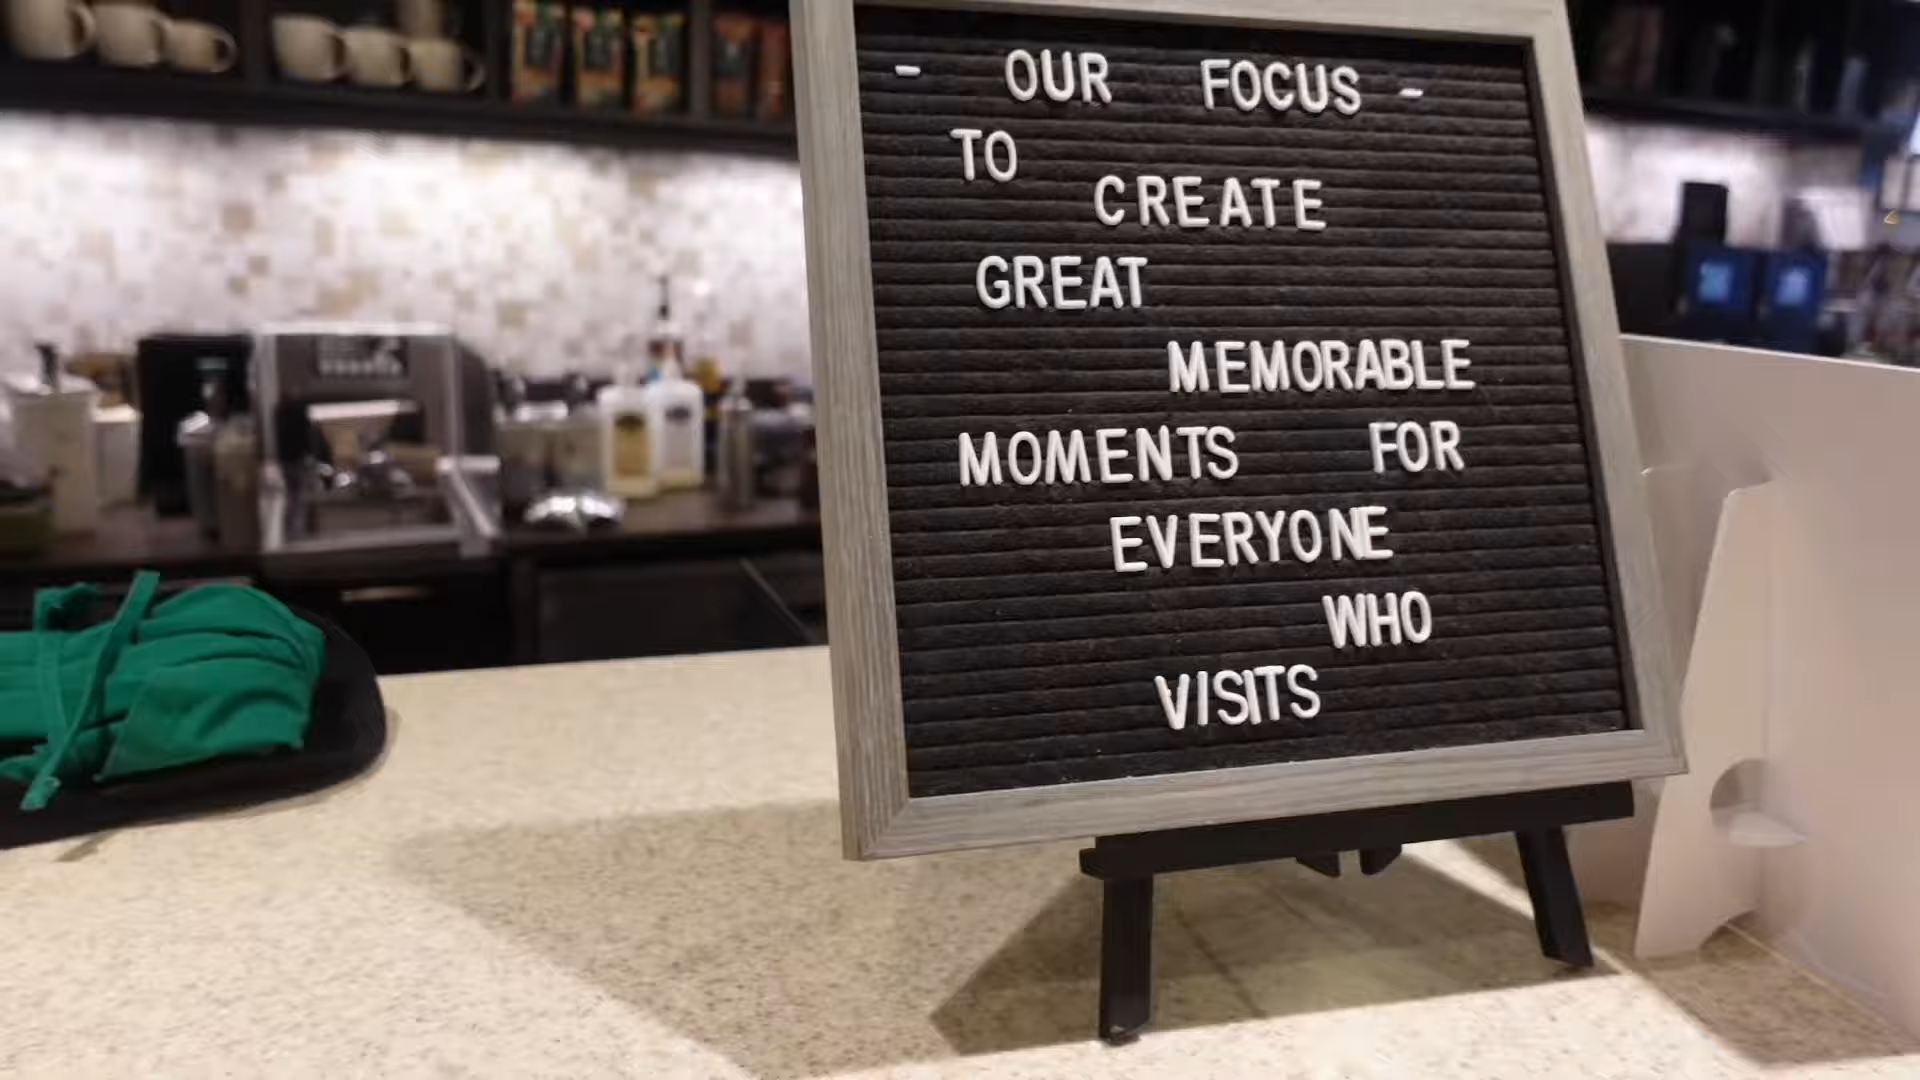 - OUR FOCUS -
TO
CREATE
GREAT
MEMORABLE
MOMENTS FOR
EVERYONE
WHO
VISITS